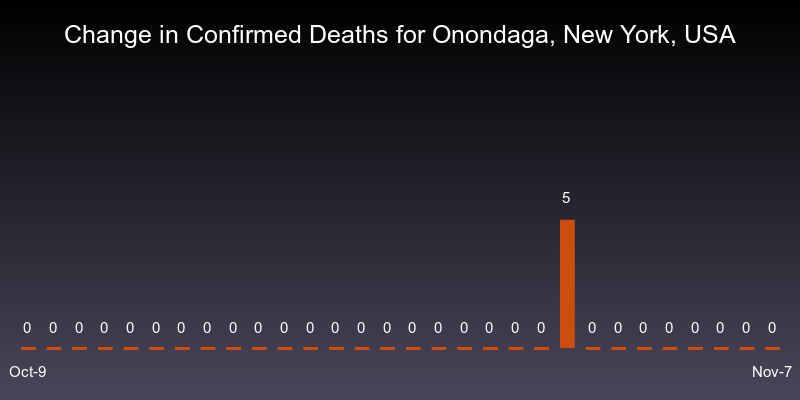 Change in Confirmed Deaths for Onondaga, New York, USA
5
0 0 0 0 0 0 0 0 0 0 0 0 0 0 0 0 0 0 0 0 0 0 0 0 0 0 0 0 0
Oct-9 Nov-7